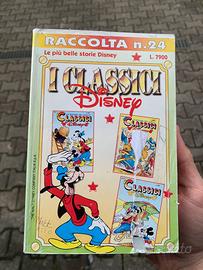 RACCOLTA n.24
Le più belle storie Disney
L. 7900
I CLASSICI
Disney
CLASSICI
CLASSICI
CLASSICI